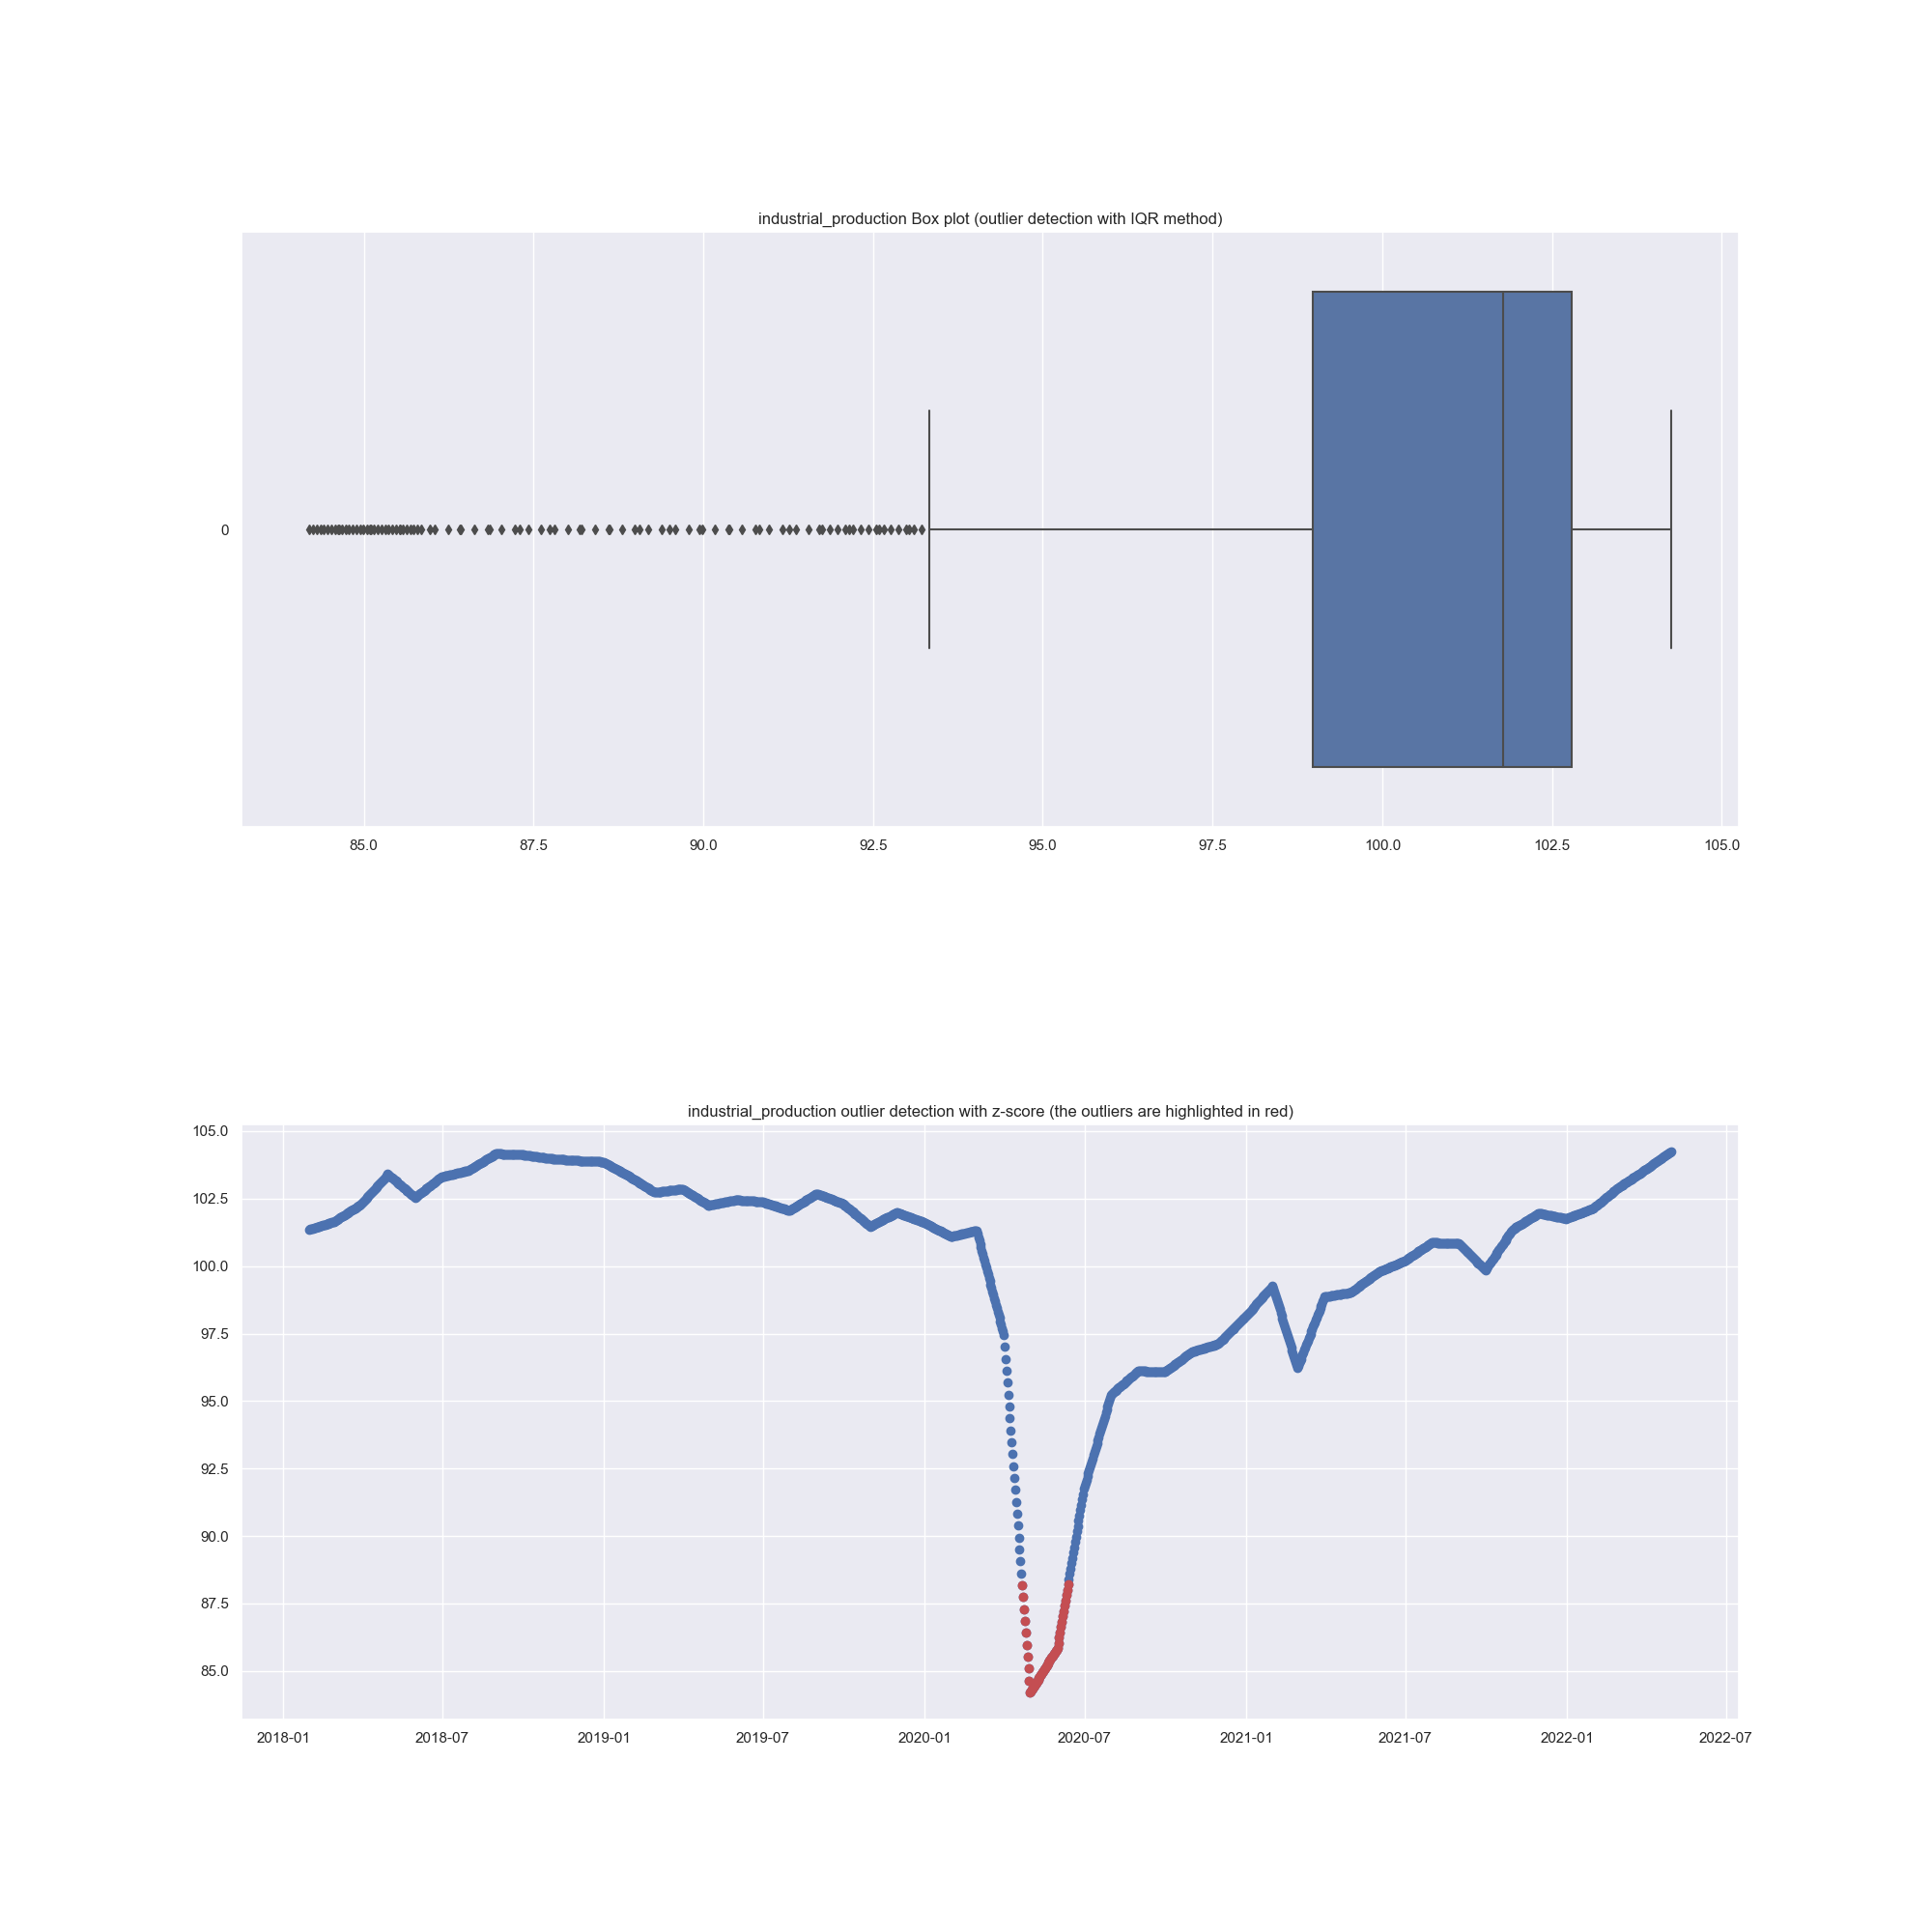 industrial_production Box plot (outlier detection with IQR method)
0
85.0 87.5 90.0 92.5 95.0 97.5 100.0 102.5 105.0
industrial_production outlier detection with z-score (the outliers are highlighted in red)
105.0
102.5
100.0
97.5
95.0
92.5
90.0
87.5
85.0
2018-01 2018-07 2019-01 2019-07 2020-01 2020-07 2021-01 2021-07 2022-01 2022-07